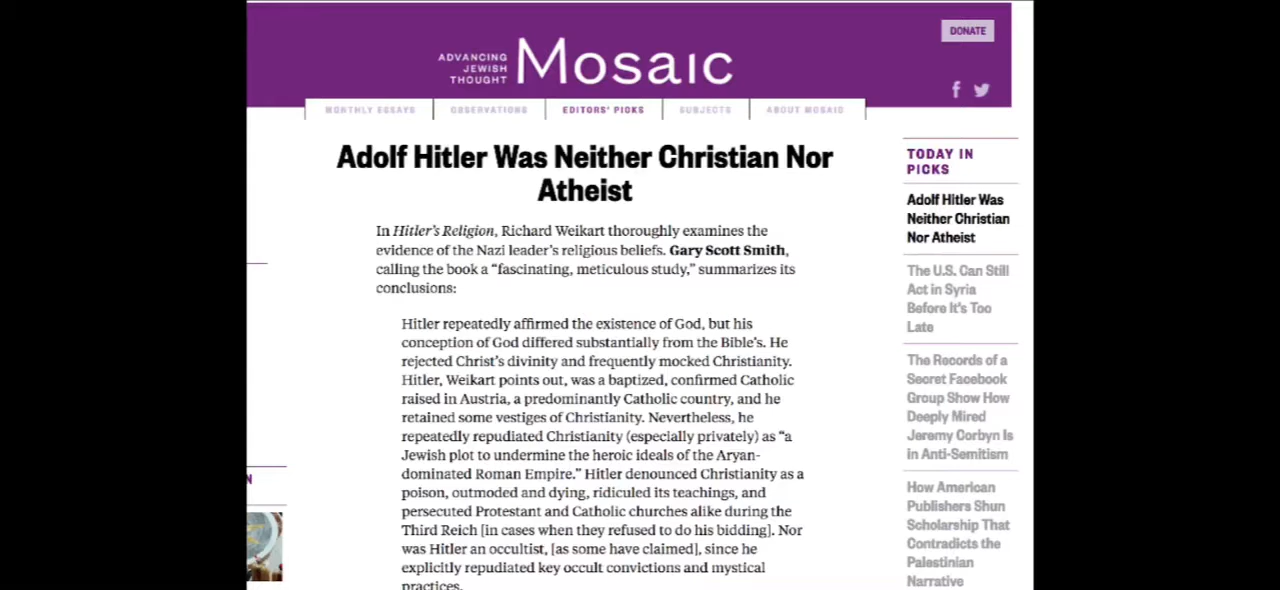 DONATE
ADVANCING
JEWISH
THOUGHT
Mosaic
MONTHLY ESSAYS
OBSERVATIONS
EDITORS' PICKS
SUBJECTS
ABOUT MOSAIC
Adolf Hitler Was Neither Christian Nor
Atheist
In Hitler's Religion, Richard Weikart thoroughly examines the
evidence of the Nazi leader's religious beliefs. Gary Scott Smith,
calling the book a “fascinating, meticulous study,” summarizes its
conclusions:
Hitler repeatedly affirmed the existence of God, but his
conception of God differed substantially from the Bible's. He
rejected Christ's divinity and frequently mocked Christianity.
Hitler, Weikart points out, was a baptized, confirmed Catholic
raised in Austria, a predominantly Catholic country, and he
retained some vestiges of Christianity. Nevertheless, he
repeatedly repudiated Christianity (especially privately) as “a
Jewish plot to undermine the heroic ideals of the Aryan-
dominated Roman Empire.” Hitler denounced Christianity as a
poison, outmoded and dying, ridiculed its teachings, and
persecuted Protestant and Catholic churches alike during the
Third Reich [in cases when they refused to do his bidding]. Nor
was Hitler an occultist, [as some have claimed], since he
explicitly repudiated key occult convictions and mystical
practices.
TODAY IN
PICKS
Adolf Hitler Was
Neither Christian
Nor Atheist
The U.S. Can Still
Act in Syria
Before It's Too
Late
The Records of a
Secret Facebook
Group Show How
Deeply Mired
Jeremy Corbyn Is
in Anti-Semitism
How American
Publishers Shun
Scholarship That
Contradicts the
Palestinian
Narrative
N